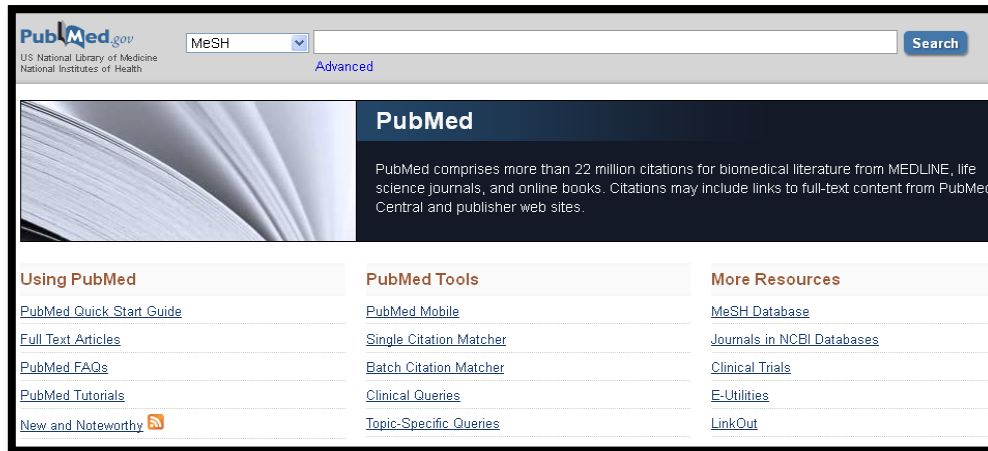 PubMed.gov
US National Library of Medicine
National Institutes of Health
MeSH
Search
Advanced
PubMed
PubMed comprises more than 22 million citations for biomedical literature from MEDLINE, life
science journals, and online books. Citations may include links to full-text content from PubMed
Central and publisher web sites.
Using PubMed
PubMed Quick Start Guide
Full Text Articles
PubMed FAQs
PubMed Tutorials
New and Noteworthy
PubMed Tools
PubMed Mobile
Single Citation Matcher
Batch Citation Matcher
Clinical Queries
Topic-Specific Queries
More Resources
MeSH Database
Journals in NCBI Databases
Clinical Trials
E-Utilities
LinkOut